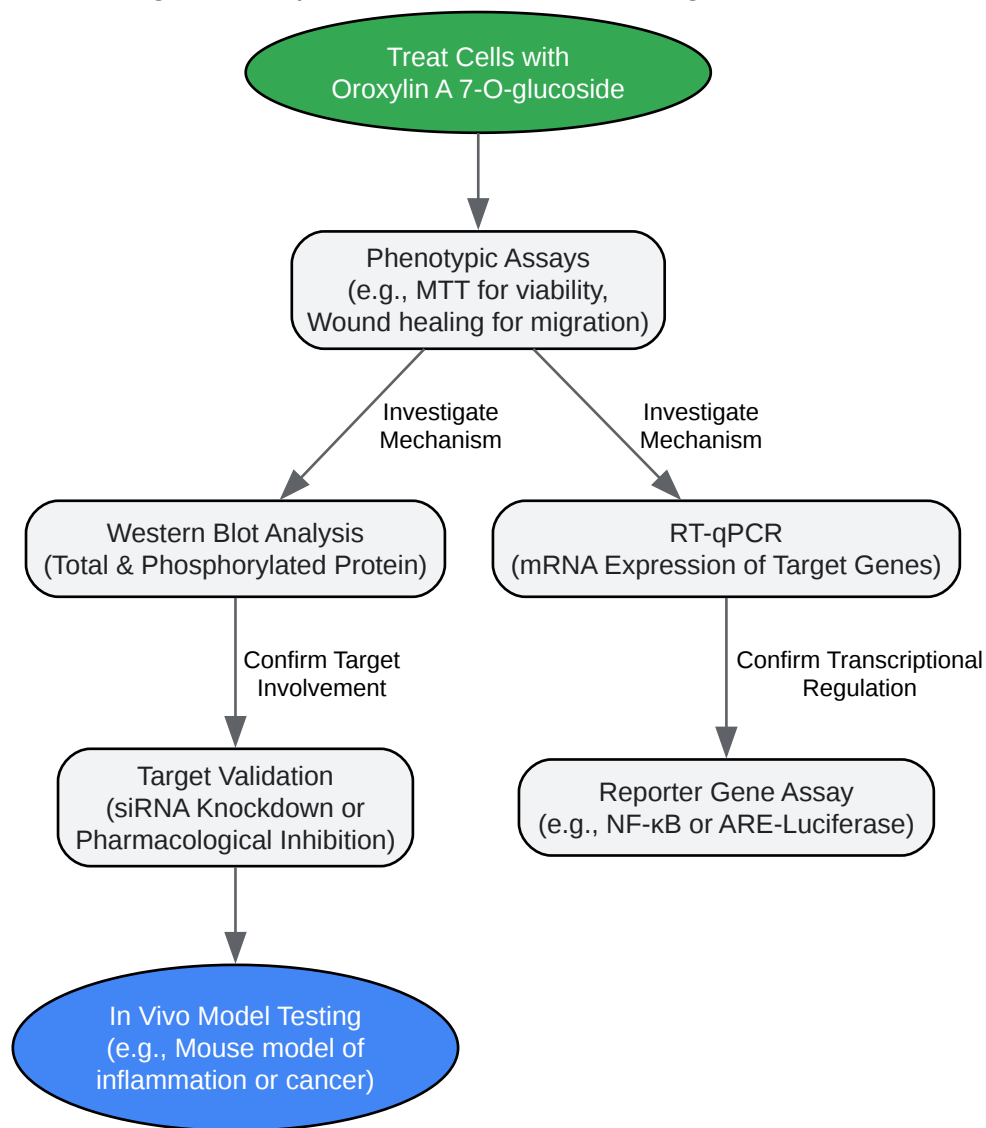 Treat Cells with
Oroxylin A 7-O-glucoside
Phenotypic Assays
(e.g., MTT for viability,
Wound healing for migration)
Investigate
Mechanism
Investigate
Mechanism
Western Blot Analysis
(Total & Phosphorylated Protein)
RT-qPCR
(mRNA Expression of Target Genes)
Confirm Target
Involvement
Confirm Transcriptional
Regulation
Target Validation
(siRNA Knockdown or
Pharmacological Inhibition)
Reporter Gene Assay
(e.g., NF-κB or ARE-Luciferase)
In Vivo Model Testing
(e.g., Mouse model of
inflammation or cancer)